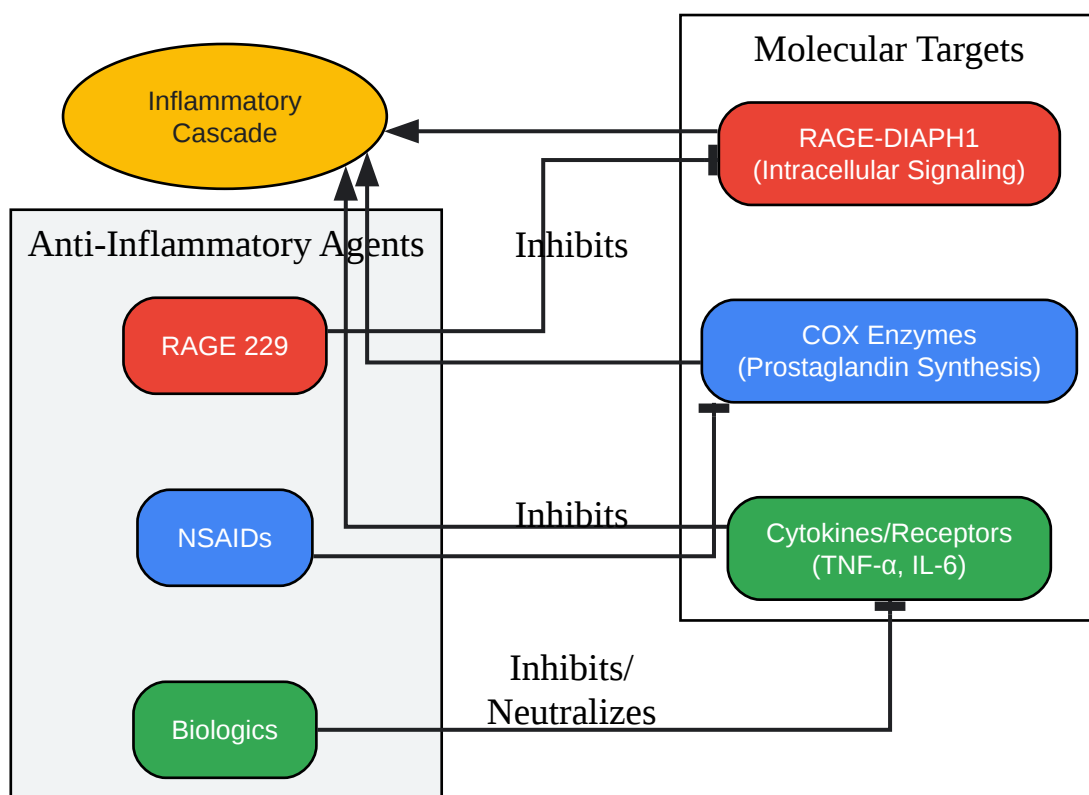 Molecular Targets
Inflammatory
Cascade
RAGE-DIAPH1
(Intracellular Signaling)
Anti-Inflammatory Agents
Inhibits
RAGE 229
COX Enzymes
(Prostaglandin Synthesis)
Inhibits
NSAIDs
Cytokines/Receptors
(TNF-α, IL-6)
Inhibits/
Neutralizes
Biologics